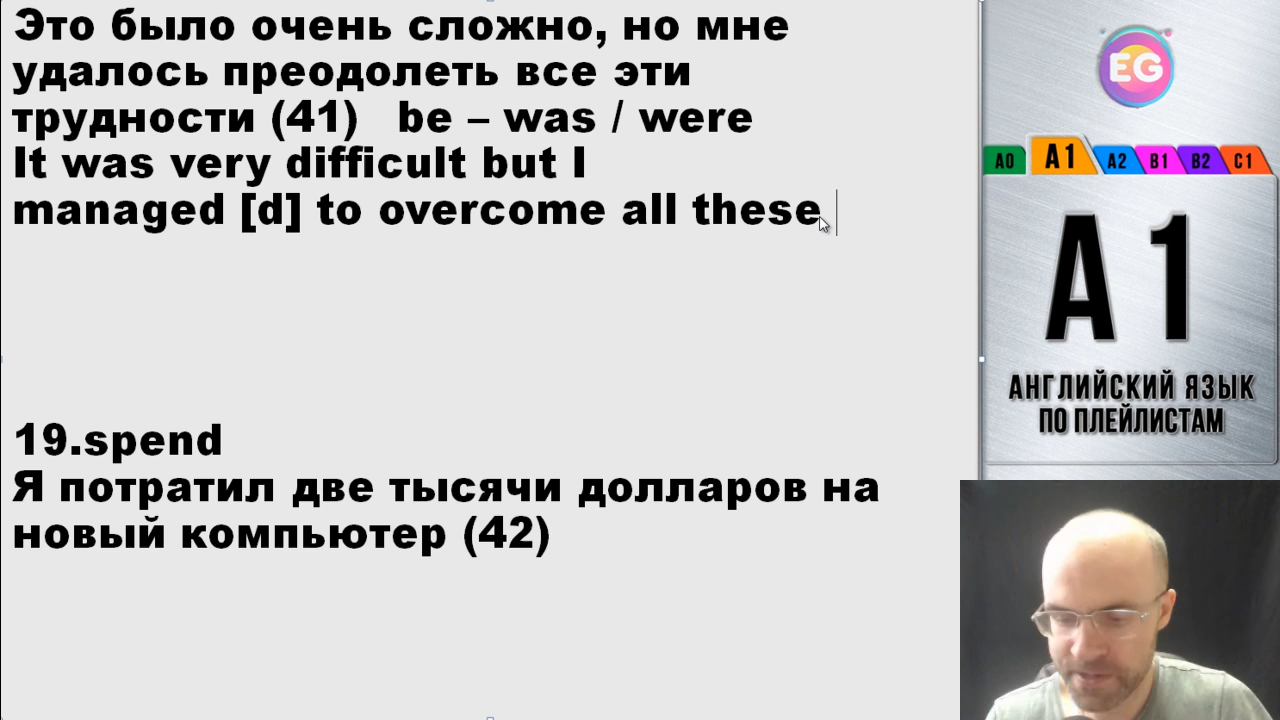 Это было очень сложно, но мне
удалось преодолеть все эти
трудности (41) be – was / were
It was very difficult but I
managed [d] to overcome all these
19.spend
Я потратил две тысячи долларов на
новый компьютер (42)
EG
A0 A1 A2 B1 B2 C1
A 1
АНГЛИЙСКИЙ ЯЗЫК
ПО ПЛЕЙЛИСТАМ